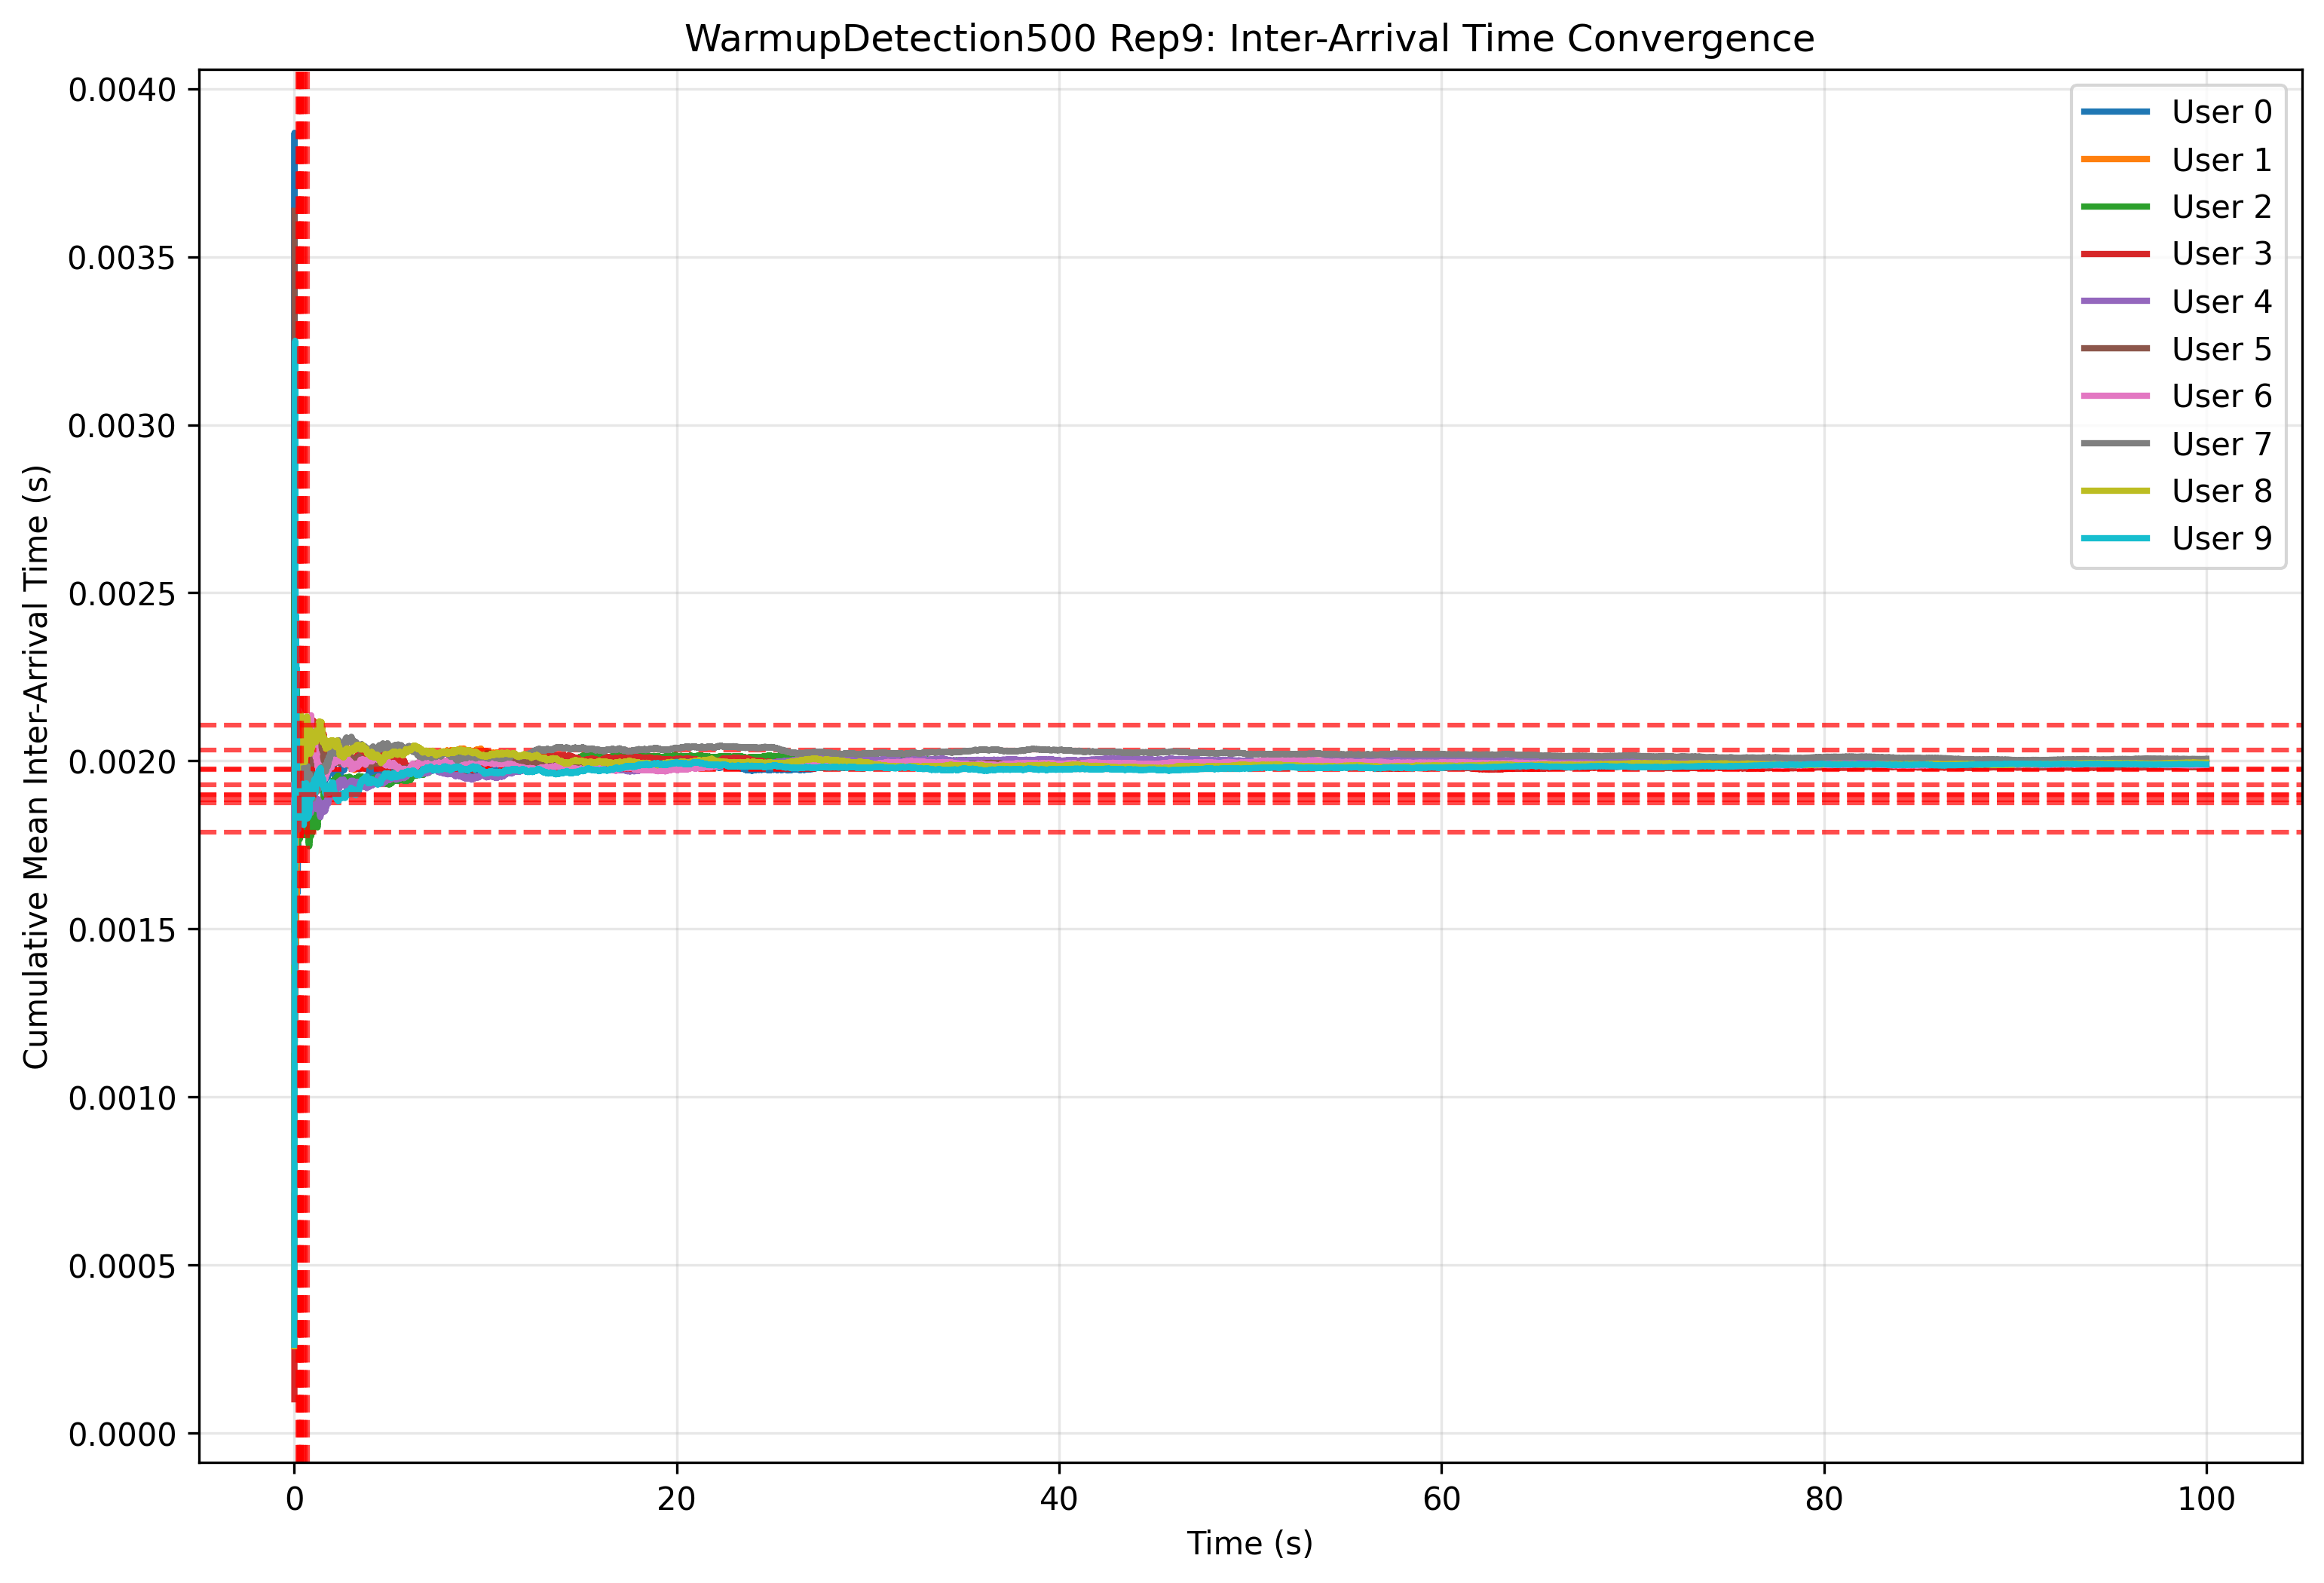 WarmupDetection500 Rep9: Inter-Arrival Time Convergence
0.0040
0.0035
0.0030
0.0025
0.0020
0.0015
0.0010
0.0005
0.0000
Cumulative Mean Inter-Arrival Time (s)
User 0
User 1
User 2
User 3
User 4
User 5
User 6
User 7
User 8
User 9
0 20 40 60 80 100
Time (s)